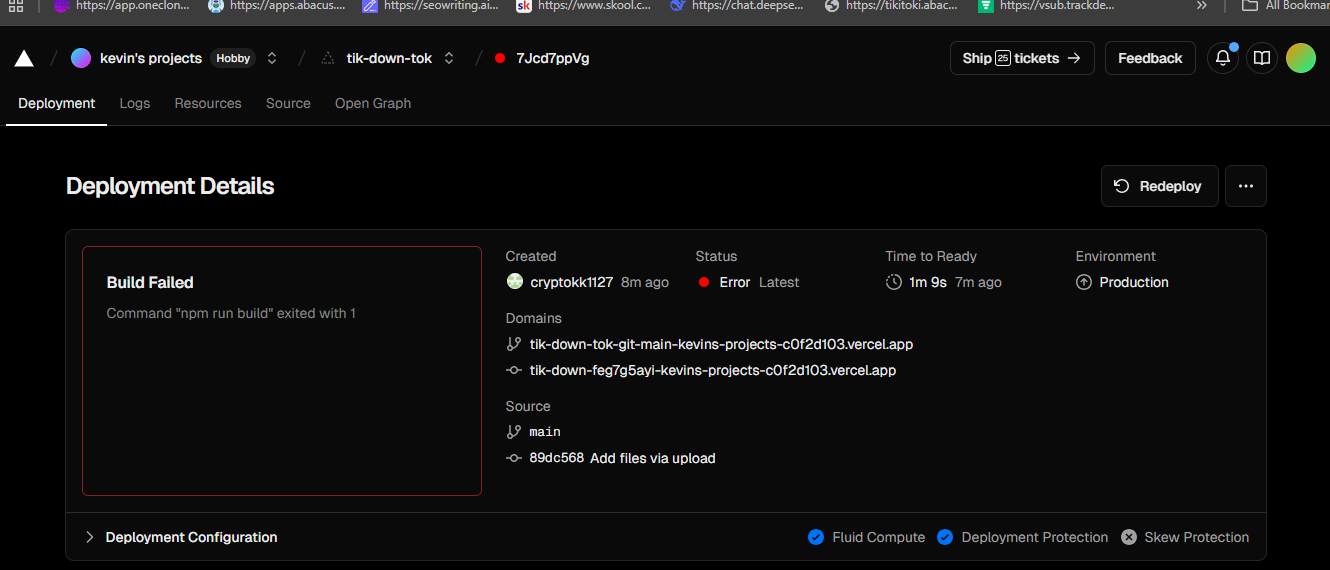 https://app.oneclon... https://apps.abacus.... https://seowriting.ai... sk https://www.skool.c... https://chat.deepse... https://tikitoki.abac... https://vsub.trackde... » All Bookmar
kevin's projects Hobby / tik-down-tok / 7Jcd7ppVg Ship 25 tickets → Feedback
Deployment Logs Resources Source Open Graph
Deployment Details Redeploy ...
Build Failed
Command "npm run build" exited with 1
Created Status Time to Ready Environment
cryptokk1127 8m ago Error Latest 1m 9s 7m ago Production
Domains
tik-down-tok-git-main-kevins-projects-c0f2d103.vercel.app
tik-down-feg7g5ayi-kevins-projects-c0f2d103.vercel.app
Source
main
89dc568 Add files via upload
Deployment Configuration Fluid Compute Deployment Protection Skew Protection